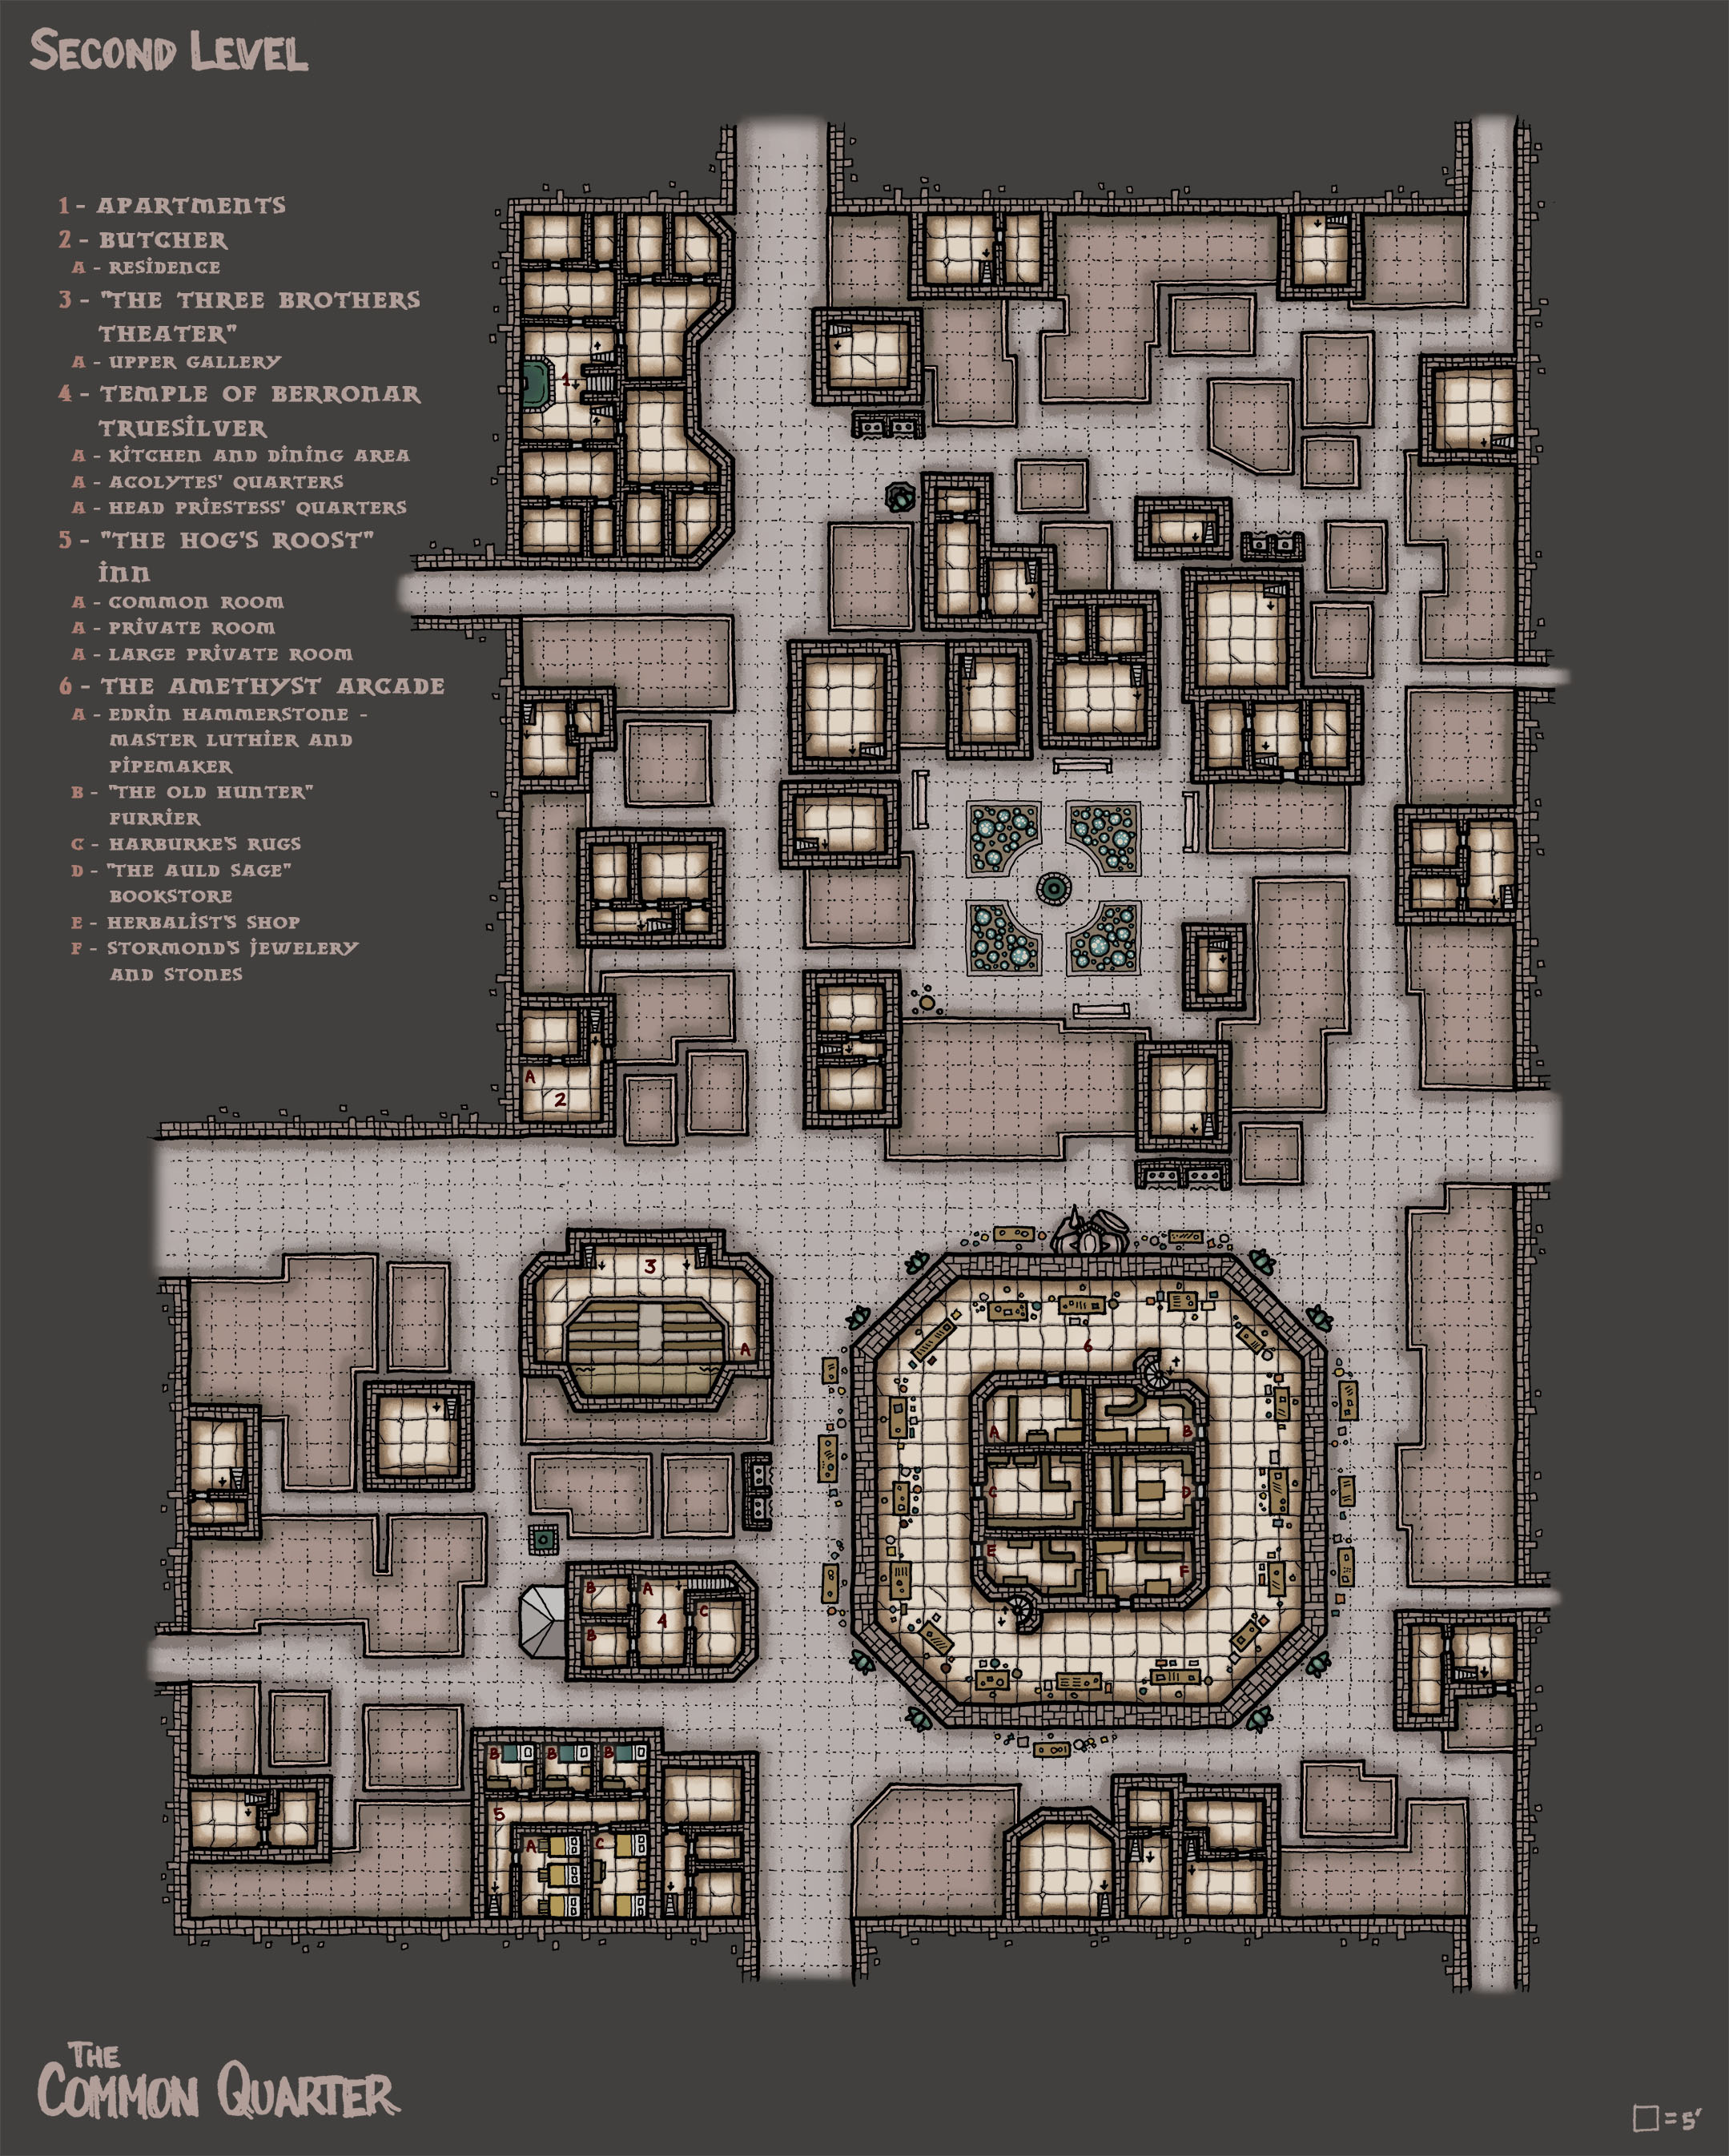 SECOND LEVEL
1 - APARTMENTS
2 - BUTCHER
A - RESIDENCE
3 - "THE THREE BROTHERS
THEATER"
A - UPPER GALLERY
4 - TEMPLE OF BERRONAR
TRUESILVER
A - KITCHEN AND DINING AREA
A - ACOLYTES' QUARTERS
A - HEAD PRIESTESS' QUARTERS
5 - "THE HOG'S ROOST"
INN
A - COMMON ROOM
A - PRIVATE ROOM
A - LARGE PRIVATE ROOM
6 - THE AMETHYST ARCADE
A - EDRIN HAMMERSTONE -
MASTER LUTHIER AND
PIPEMAKER
B - "THE OLD HUNTER"
FURRIER
C - HARBURKE'S RUGS
D - "THE AULD SAGE"
BOOKSTORE
E - HERBALIST'S SHOP
F - STORMOND'S JEWELERY
AND STONES
1
A
2
3
A
6
A
B
C
D
E
F
B
A
C
4
B
B
B
B
5
A
C
THE
COMMON QUARTER
= 5'